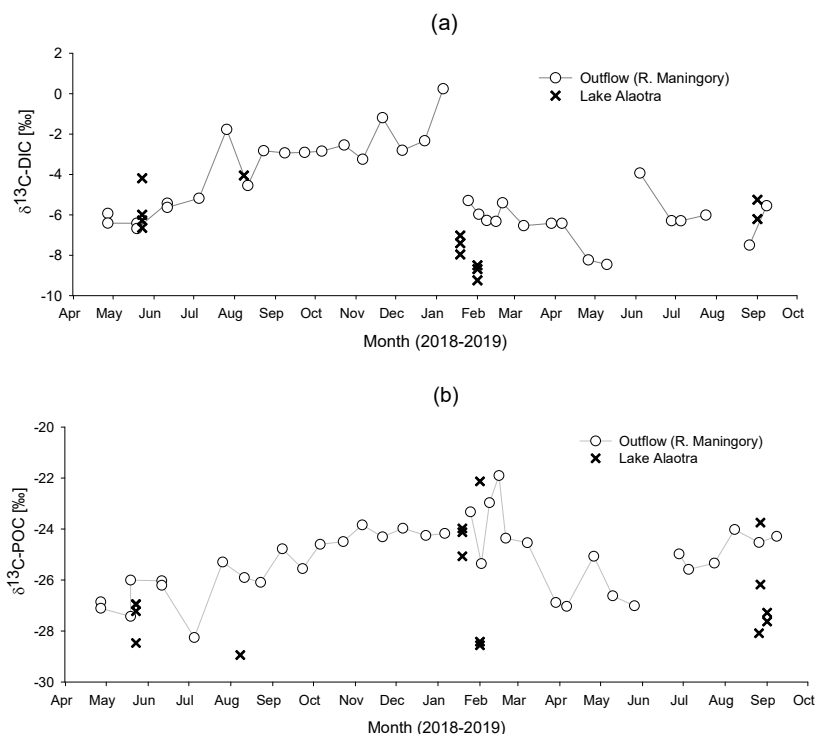 (a)
2
0
-2
-4
-6
-8
-10
δ13C-DIC [‰]
Outflow (R. Maningory)
Lake Alaotra
Apr May Jun Jul Aug Sep Oct Nov Dec Jan Feb Mar Apr May Jun Jul Aug Sep Oct
Month (2018-2019)
(b)
-20
-22
-24
-26
-28
-30
δ13C-POC [‰]
Outflow (R. Maningory)
Lake Alaotra
Apr May Jun Jul Aug Sep Oct Nov Dec Jan Feb Mar Apr May Jun Jul Aug Sep Oct
Month (2018-2019)